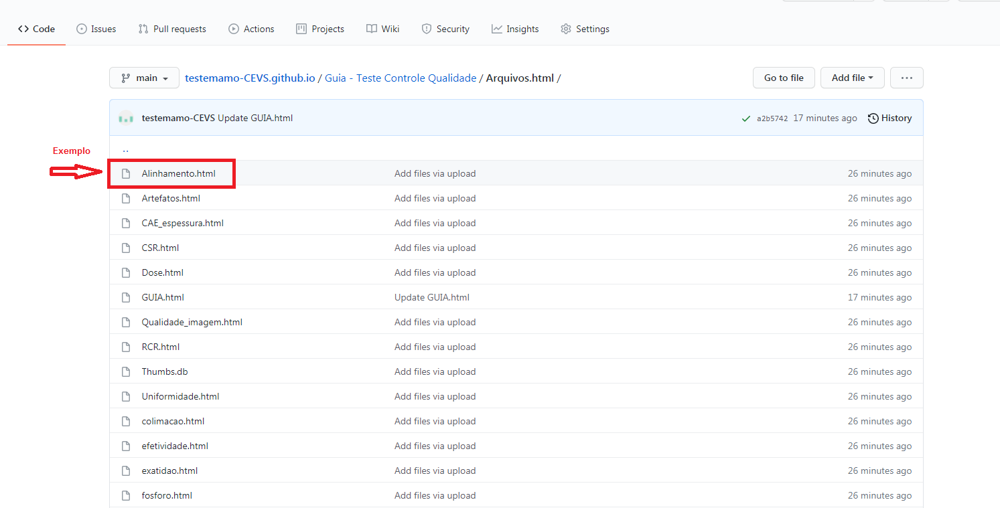 Code Issues Pull requests Actions Projects Wiki Security Insights Settings
main testemamo-CEVS.github.io / Guia - Teste Controle Qualidade / Arquivos.html / Go to file Add file ...
testemamo-CEVS Update GUIA.html a2b5742 17 minutes ago History
Exemplo
..
Alinhamento.html Add files via upload 26 minutes ago
Artefatos.html Add files via upload 26 minutes ago
CAE_espessura.html Add files via upload 26 minutes ago
CSR.html Add files via upload 26 minutes ago
Dose.html Add files via upload 26 minutes ago
GUIA.html Update GUIA.html 17 minutes ago
Qualidade_imagem.html Add files via upload 26 minutes ago
RCR.html Add files via upload 26 minutes ago
Thumbs.db Add files via upload 26 minutes ago
Uniformidade.html Add files via upload 26 minutes ago
colimacao.html Add files via upload 26 minutes ago
efetividade.html Add files via upload 26 minutes ago
exatidao.html Add files via upload 26 minutes ago
fosforo.html Add files via upload 26 minutes ago